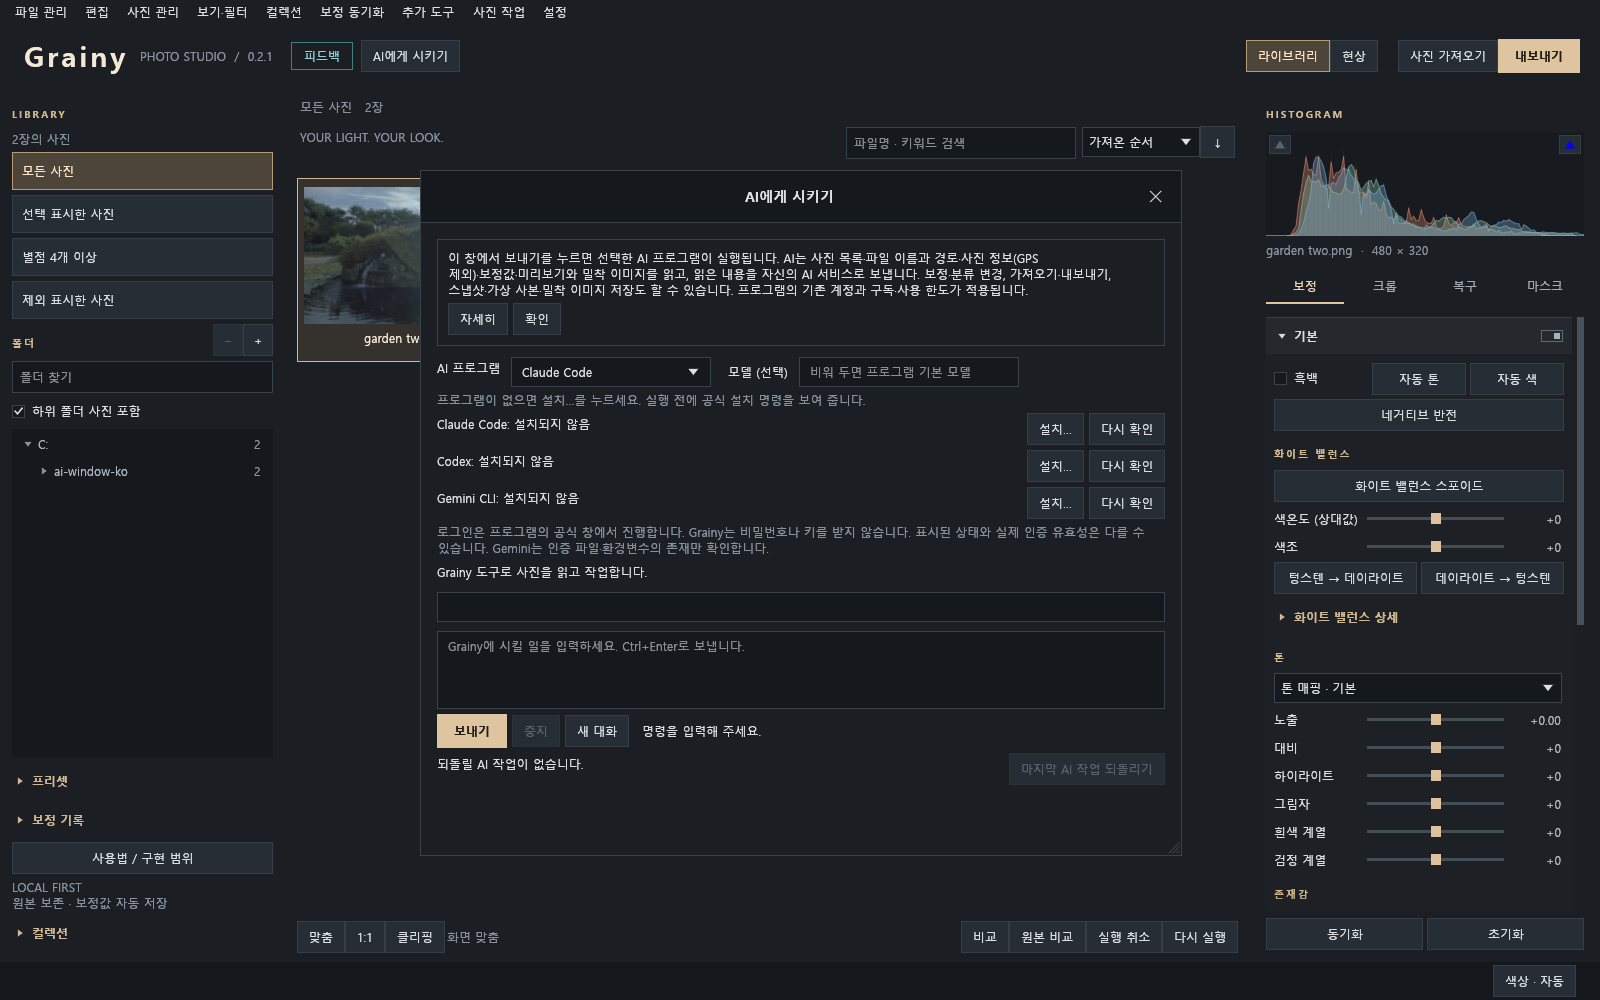 파일 관리 편집 사진 관리 보기·필터 컬렉션 보정 동기화 추가 도구 사진 작업 설정
Grainy PHOTO STUDIO / 0.2.1 피드백 AI에게 시키기 라이브러리 현상 사진 가져오기 내보내기
LIBRARY
2장의 사진
모든 사진
선택 표시한 사진
별점 4개 이상
제외 표시한 사진
폴더 − +
폴더 찾기
하위 폴더 사진 포함
C: 2
ai-window-ko 2
프리셋
보정 기록
사용법 / 구현 범위
LOCAL FIRST
원본 보존 · 보정값 자동 저장
컬렉션
모든 사진 2장
YOUR LIGHT. YOUR LOOK.
파일명 · 키워드 검색 가져온 순서 ↓
garden tw
AI에게 시키기
이 창에서 보내기를 누르면 선택한 AI 프로그램이 실행됩니다. AI는 사진 목록·파일 이름과 경로·사진 정보(GPS
제외)·보정값·미리보기와 밀착 이미지를 읽고, 읽은 내용을 자신의 AI 서비스로 보냅니다. 보정·분류 변경, 가져오기·내보내기,
스냅샷·가상 사본·밀착 이미지 저장도 할 수 있습니다. 프로그램의 기존 계정과 구독·사용 한도가 적용됩니다.
자세히 확인
AI 프로그램 Claude Code 모델 (선택) 비워 두면 프로그램 기본 모델
프로그램이 없으면 설치...를 누르세요. 실행 전에 공식 설치 명령을 보여 줍니다.
Claude Code: 설치되지 않음 설치... 다시 확인
Codex: 설치되지 않음 설치... 다시 확인
Gemini CLI: 설치되지 않음 설치... 다시 확인
로그인은 프로그램의 공식 창에서 진행합니다. Grainy는 비밀번호나 키를 받지 않습니다. 표시된 상태와 실제 인증 유효성은 다를 수
있습니다. Gemini는 인증 파일·환경변수의 존재만 확인합니다.
Grainy 도구로 사진을 읽고 작업합니다.
Grainy에 시킬 일을 입력하세요. Ctrl+Enter로 보냅니다.
보내기 중지 새 대화 명령을 입력해 주세요.
되돌릴 AI 작업이 없습니다. 마지막 AI 작업 되돌리기
맞춤 1:1 클리핑 화면 맞춤 비교 원본 비교 실행 취소 다시 실행
HISTOGRAM
garden two.png · 480 × 320
보정 크롭 복구 마스크
기본
흑백 자동 톤 자동 색
네거티브 반전
화이트 밸런스
화이트 밸런스 스포이드
색온도 (상대값) +0
색조 +0
텅스텐 → 데이라이트 데이라이트 → 텅스텐
화이트 밸런스 상세
톤
톤 매핑 · 기본
노출 +0.00
대비 +0
하이라이트 +0
그림자 +0
흰색 계열 +0
검정 계열 +0
존재감
동기화 초기화
색상 · 자동